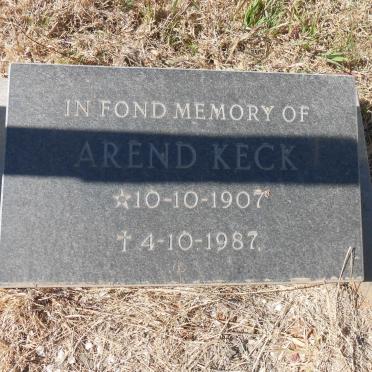 IN FOND MEMORY OF
AREND KECK
☆10-10-1907
✝ 4-10-1987.